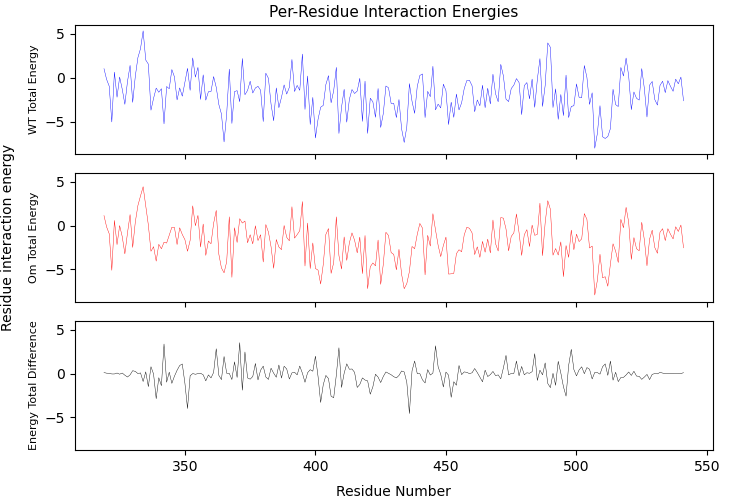 Per-Residue Interaction Energies
Residue interaction energy
WT Total Energy
5
0
−5
Om Total Energy
5
0
−5
Energy Total Difference
5
0
−5
350 400 450 500 550
Residue Number